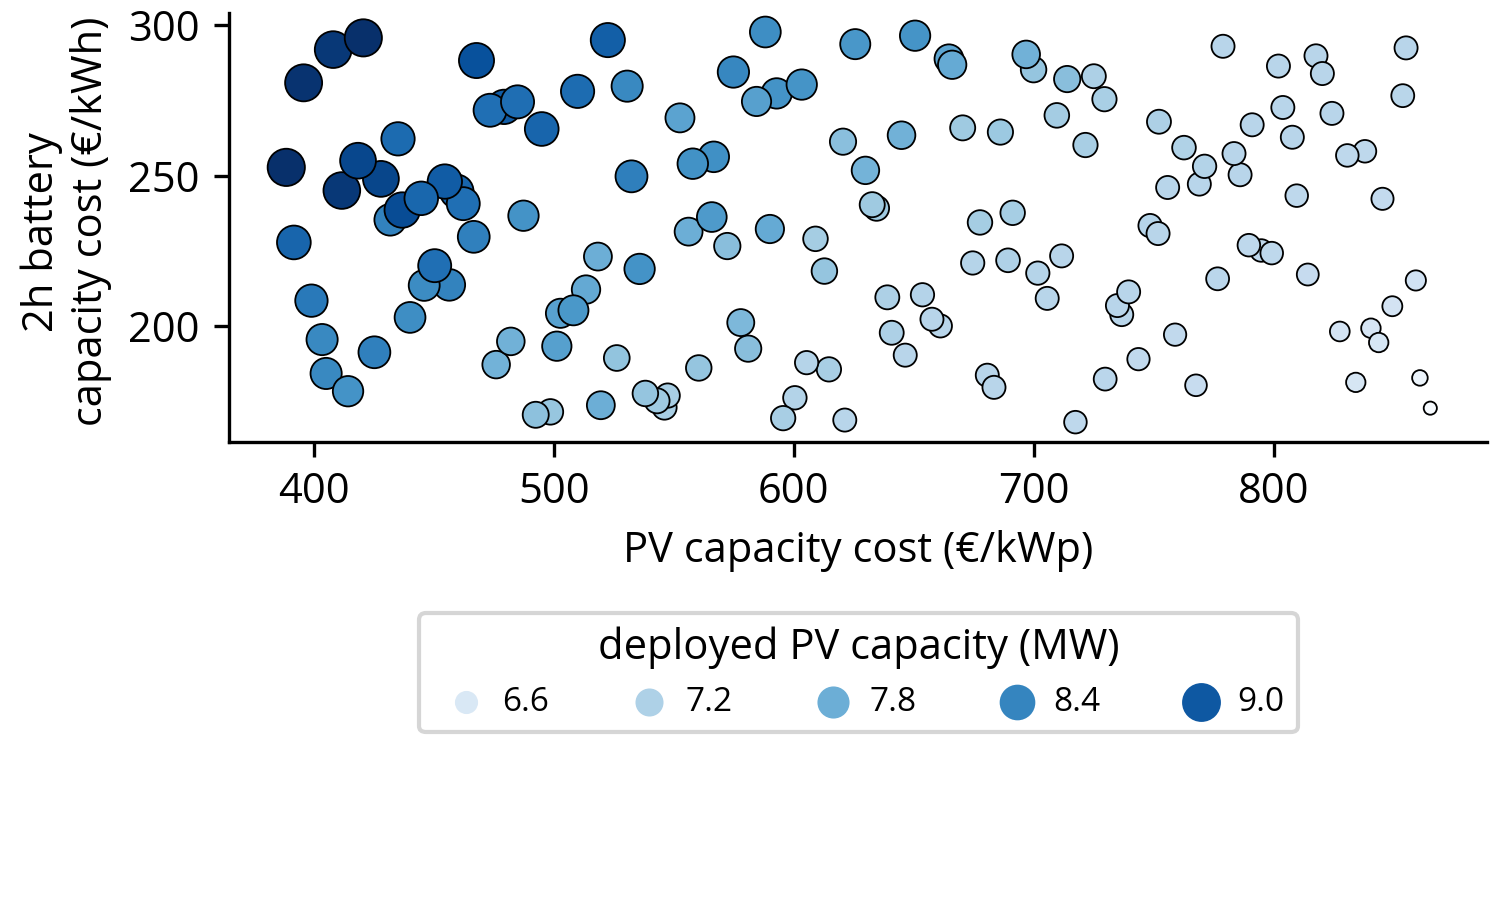 2h battery
capacity cost (€/kWh)
300
250
200
400 500 600 700 800
PV capacity cost (€/kWp)
deployed PV capacity (MW)
6.6 7.2 7.8 8.4 9.0